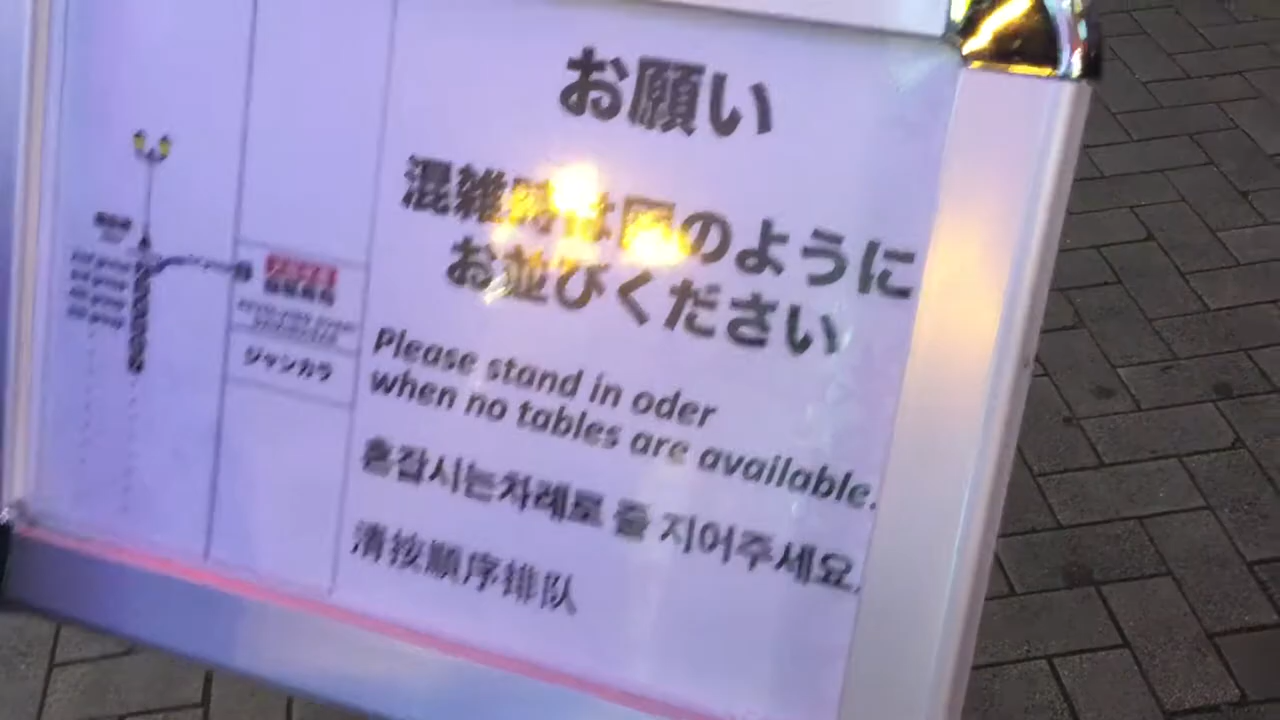 お願い
混雑時は図のように
お並びください
Please stand in oder
when no tables are available.
혼잡시는차례로 줄 지어주세요.
清按顺序排队
ジャンカラ